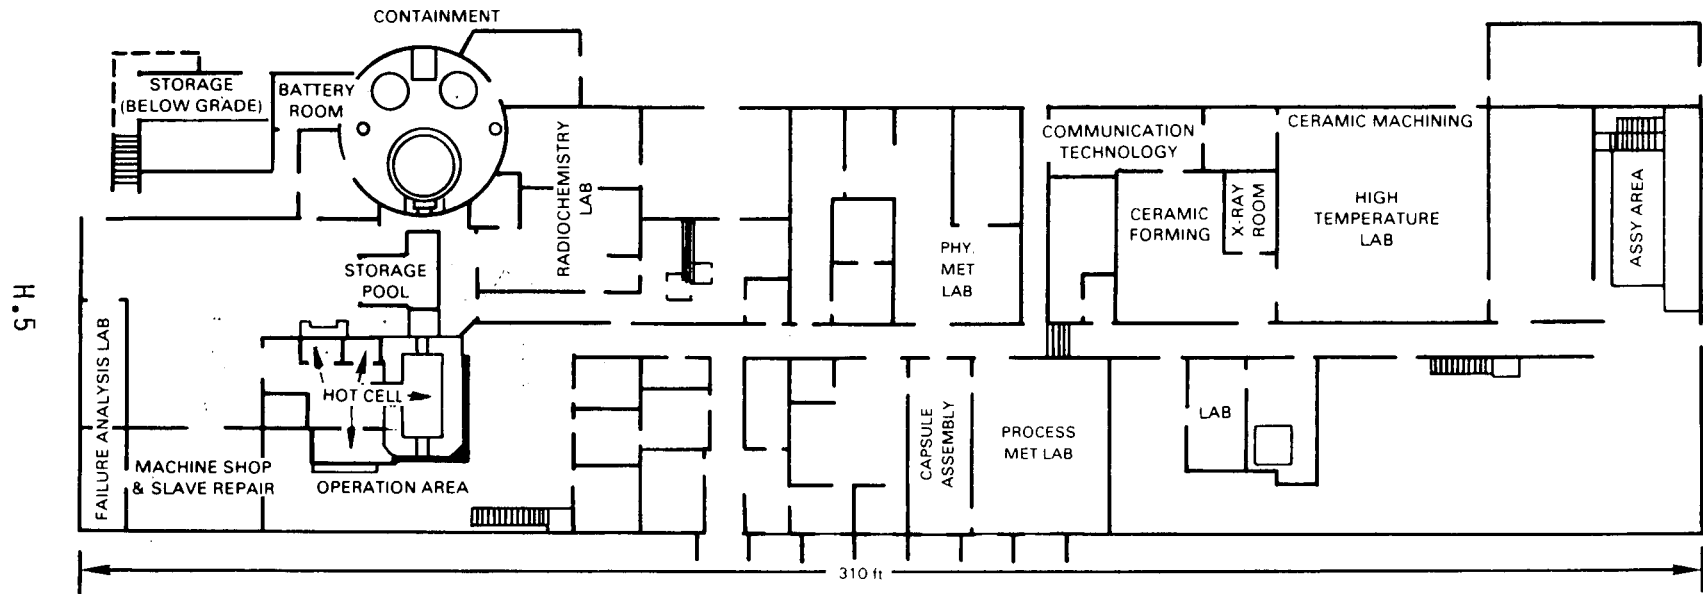 CONTAINMENT
STORAGE
(BELOW GRADE)
BATTERY
ROOM
RADIOCHEMISTRY
LAB
COMMUNICATION
TECHNOLOGY
CERAMIC MACHINING
CERAMIC
FORMING
X-RAY
ROOM
HIGH
TEMPERATURE
LAB
ASSY AREA
STORAGE
POOL
PHY.
MET
LAB
H.5
FAILURE ANALYSIS LAB
HOT CELL
MACHINE SHOP
& SLAVE REPAIR
OPERATION AREA
CAPSULE
ASSEMBLY
PROCESS
MET LAB
LAB
310 ft